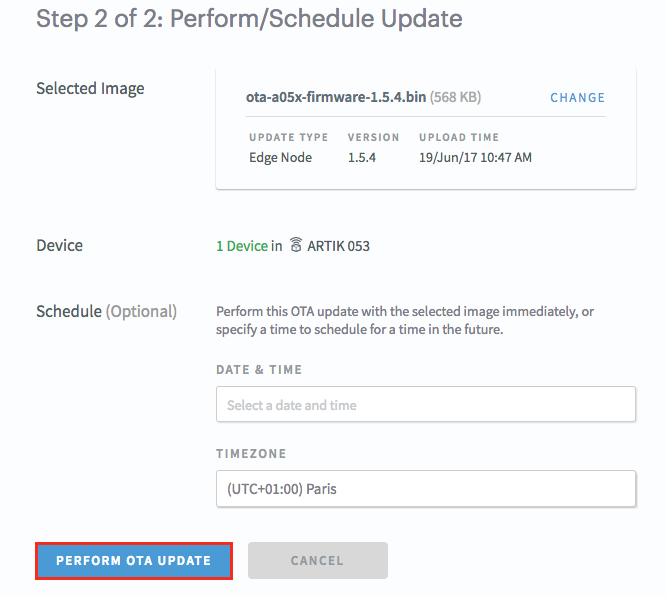 Step 2 of 2: Perform/Schedule Update
Selected Image
ota-a05x-firmware-1.5.4.bin (568 KB)
CHANGE
UPDATE TYPE VERSION UPLOAD TIME
Edge Node 1.5.4 19/Jun/17 10:47 AM
Device
1 Device in ARTIK 053
Schedule (Optional)
Perform this OTA update with the selected image immediately, or
specify a time to schedule for a time in the future.
DATE & TIME
Select a date and time
TIMEZONE
(UTC+01:00) Paris
PERFORM OTA UPDATE
CANCEL